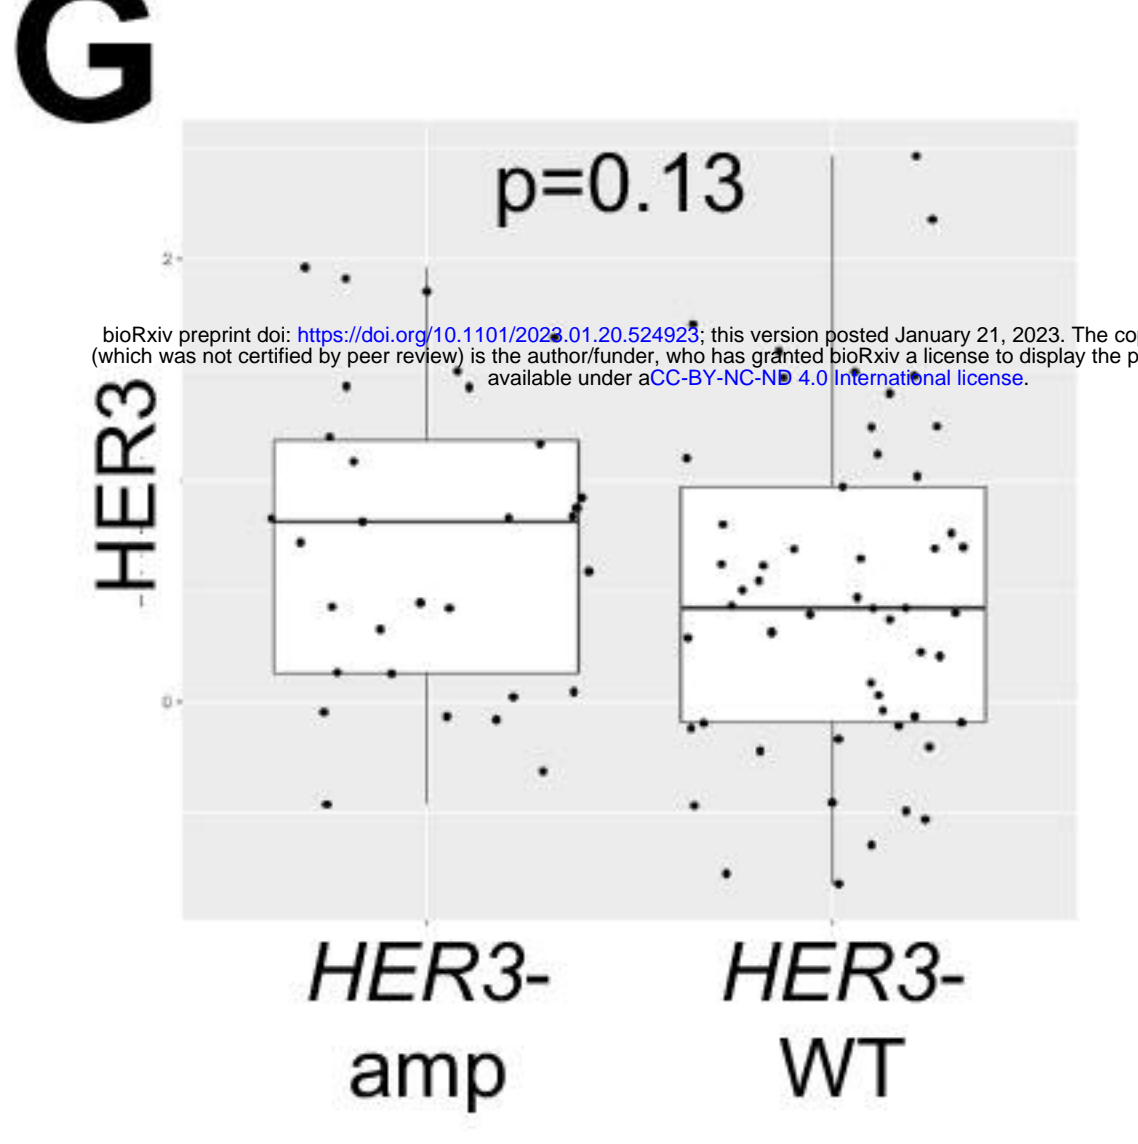 G
p=0.13
2
bioRxiv preprint doi: https://doi.org/10.1101/2023.01.20.524923; this version posted January 21, 2023. The
(which was not certified by peer review) is the author/funder, who has granted bioRxiv a license to display the
available under aCC-BY-NC-ND 4.0 International license.
HER3
0
HER3- HER3-
amp WT